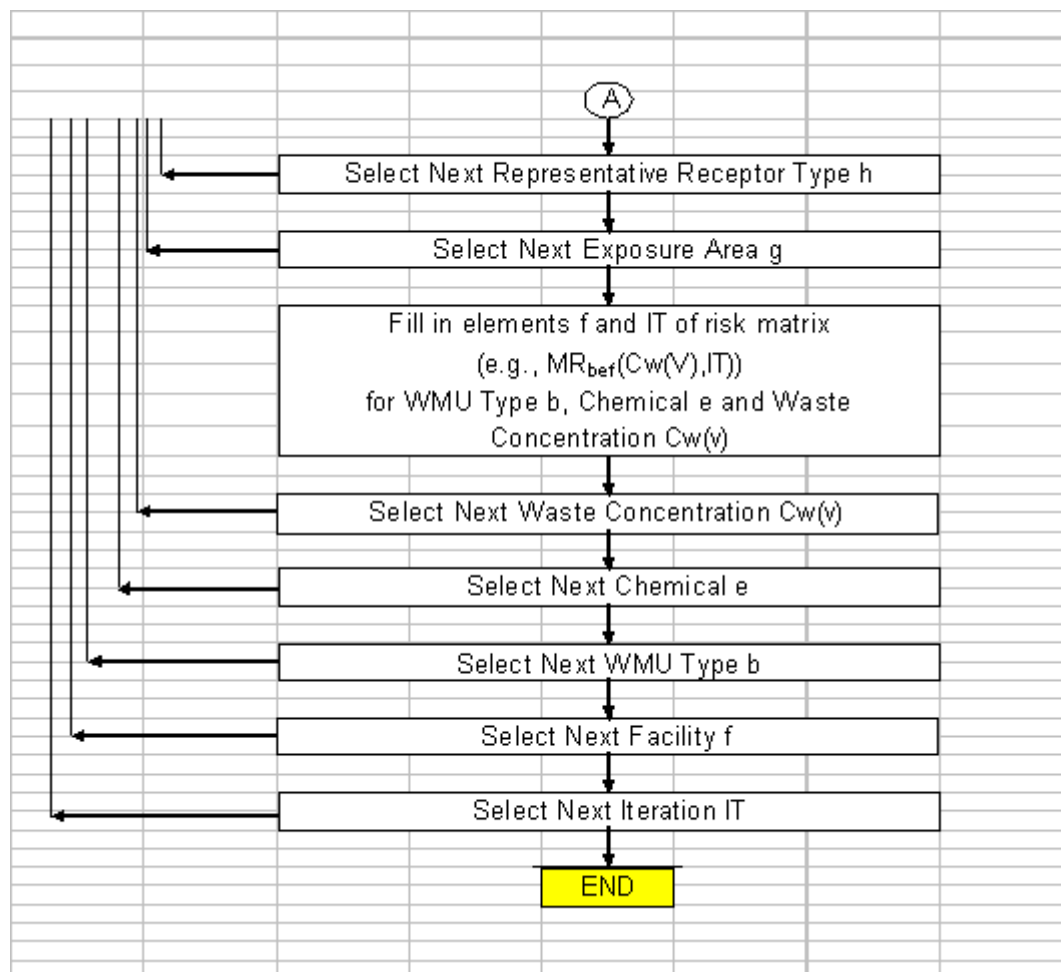 A
Select Next Representative Receptor Type h
Select Next Exposure Area g
Fill in elements f and IT of risk matrix
(e.g., MRbef(Cw(V),IT))
for WMU Type b, Chemical e and Waste
Concentration Cw(v)
Select Next Waste Concentration Cw(v)
Select Next Chemical e
Select Next WMU Type b
Select Next Facility f
Select Next Iteration IT
END